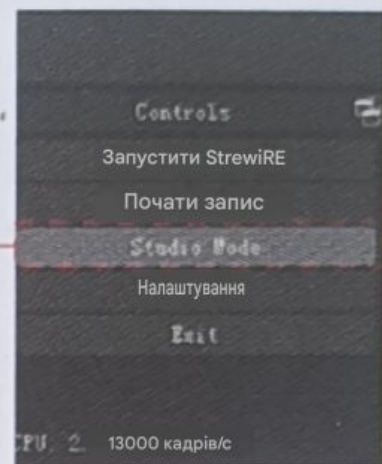 Controls
Запустити StrewiRE
Почати запис
Studio Mode
Налаштування
Exit
CPU, 2 13000 кадрів/с